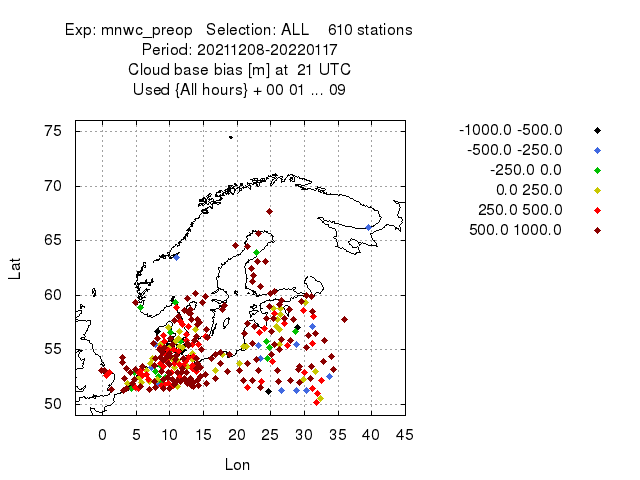 Exp: mnwc_preop   Selection: ALL    610 stations
Period: 20211208-20220117
Cloud base bias [m] at  21 UTC
Used {All hours} + 00 01 ... 09
-1000.0 -500.0
-500.0 -250.0
-250.0 0.0
0.0 250.0
250.0 500.0
500.0 1000.0
Lat
75
70
65
60
55
50
0 5 10 15 20 25 30 35 40 45
Lon